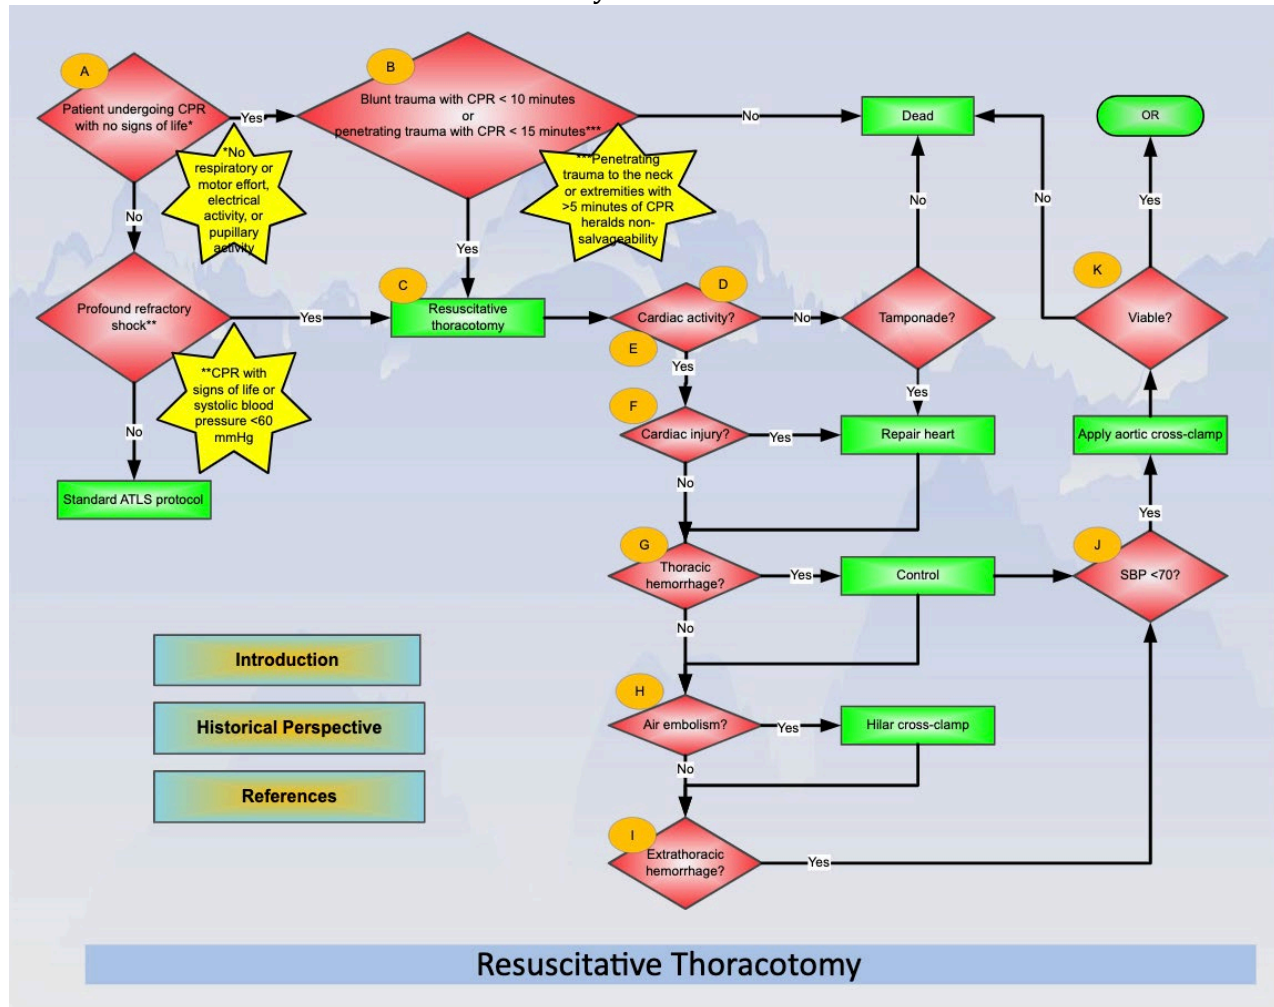 A
Patient undergoing CPR
with no signs of life*
Yes
B
Blunt trauma with CPR < 10 minutes
or
penetrating trauma with CPR < 15 minutes***
No
Dead
OR
*No
respiratory or
motor effort,
electrical
activity, or
pupillary
activity
***Penetrating
trauma to the neck
or extremities with
>5 minutes of CPR
heralds non-
salvageability
No
Yes
No
No
Yes
Profound refractory
shock**
Yes
C
Resuscitative
thoracotomy
D
Cardiac activity?
E
No
Tamponade?
K
Viable?
**CPR with
signs of life or
systolic blood
pressure <60
mmHg
Yes
Yes
No
F
Cardiac injury?
Yes
Repair heart
Apply aortic cross-clamp
Standard ATLS protocol
No
Yes
G
Thoracic
hemorrhage?
Yes
Control
J
SBP <70?
No
H
Air embolism?
Yes
Hilar cross-clamp
No
I
Extrathoracic
hemorrhage?
Yes
Introduction
Historical Perspective
References
Resuscitative Thoracotomy